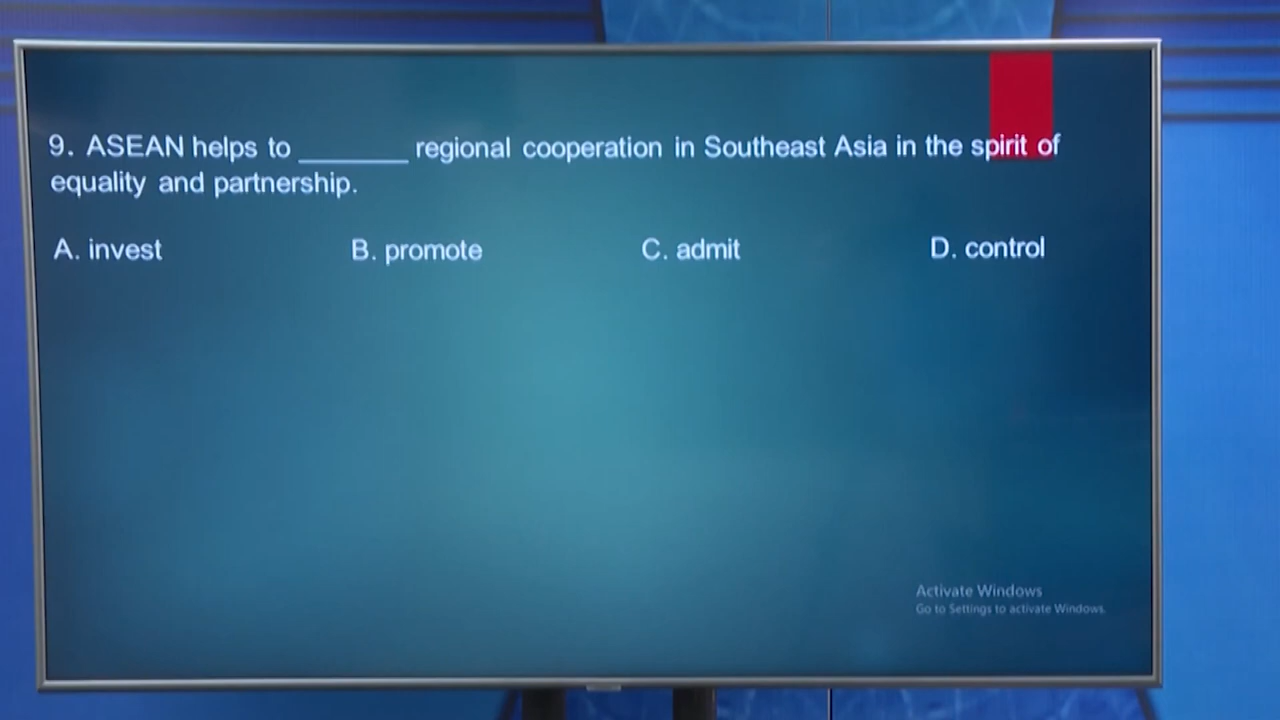 9. ASEAN helps to ________ regional cooperation in Southeast Asia in the spirit of
equality and partnership.
A. invest B. promote C. admit D. control
Activate Windows
Go to Settings to activate Windows.